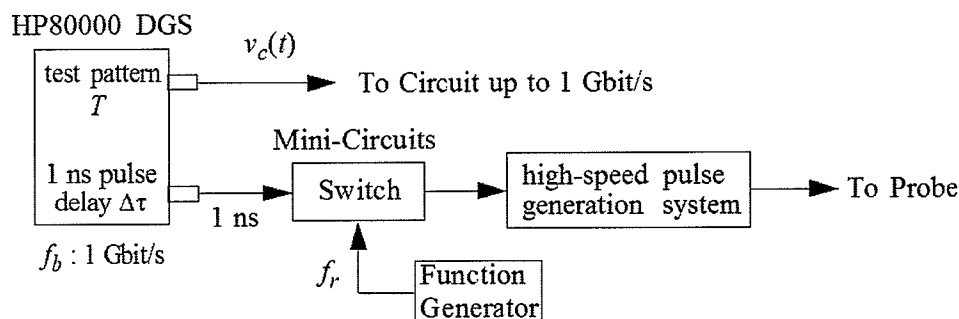 HP80000 DGS
test pattern
T
v_c(t)
To Circuit up to 1 Gbit/s
1 ns pulse
delay Δτ
f_b : 1 Gbit/s
1 ns
Mini-Circuits
Switch
f_r
Function
Generator
high-speed pulse
generation system
To Probe